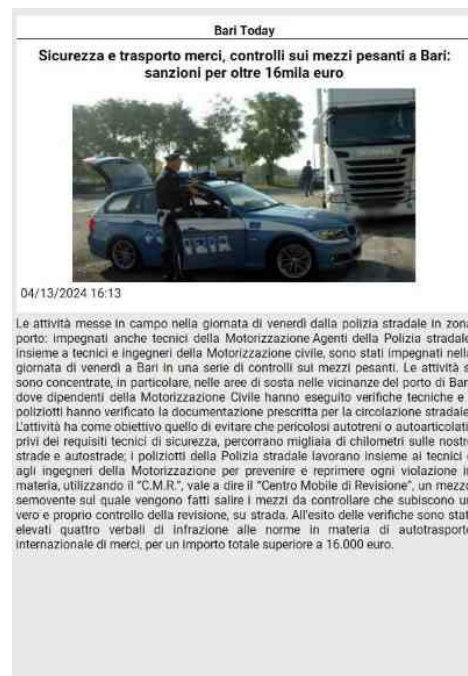 Bari Today
Sicurezza e trasporto merci, controlli sui mezzi pesanti a Bari:
sanzioni per oltre 16mila euro
POLIZIA
04/13/2024 16:13
Le attività messe in campo nella giornata di venerdì dalla polizia stradale in zona
porto: impegnati anche tecnici della Motorizzazione Agenti della Polizia stradale
insieme a tecnici e ingegneri della Motorizzazione civile, sono stati impegnati nella
giornata di venerdì a Bari in una serie di controlli sui mezzi pesanti. Le attività s
sono concentrate, in particolare, nelle aree di sosta nelle vicinanze del porto di Bar
dove dipendenti della Motorizzazione Civile hanno eseguito verifiche tecniche e
poliziotti hanno verificato la documentazione prescritta per la circolazione stradale
L'attività ha come obiettivo quello di evitare che pericolosi autotreni o autoarticolati
privi dei requisiti tecnici di sicurezza, percorrano migliaia di chilometri sulle nostre
strade e autostrade; i poliziotti della Polizia stradale lavorano insieme ai tecnici e
agli ingegneri della Motorizzazione per prevenire e reprimere ogni violazione in
materia, utilizzando il "C.M.R.", vale a dire il "Centro Mobile di Revisione", un mezzo
semovente sul quale vengono fatti salire i mezzi da controllare che subiscono un
vero e proprio controllo della revisione, su strada. All'esito delle verifiche sono stat
elevati quattro verbali di infrazione alle norme in materia di autotrasporto
internazionale di merci, per un importo totale superiore a 16.000 euro.